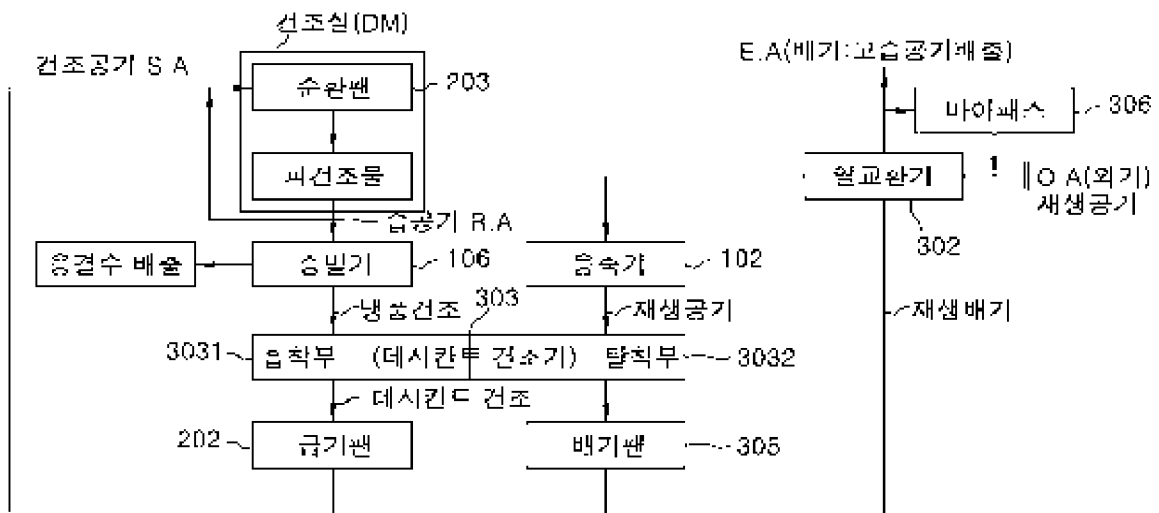 건조실(DM)
건조공기 S.A
순환팬
203
피건조물
습공기 R.A
응결수 배출
증발기
106
응축기
102
냉풍건조
303
재생공기
3031
흡착부 (데시칸트 건조기) 탈착부
3032
데시칸트 건조
202
급기팬
배기팬
305
E.A(배기:고습공기배출)
바이패스
306
열교환기
O.A(외기)
재생공기
302
재생배기